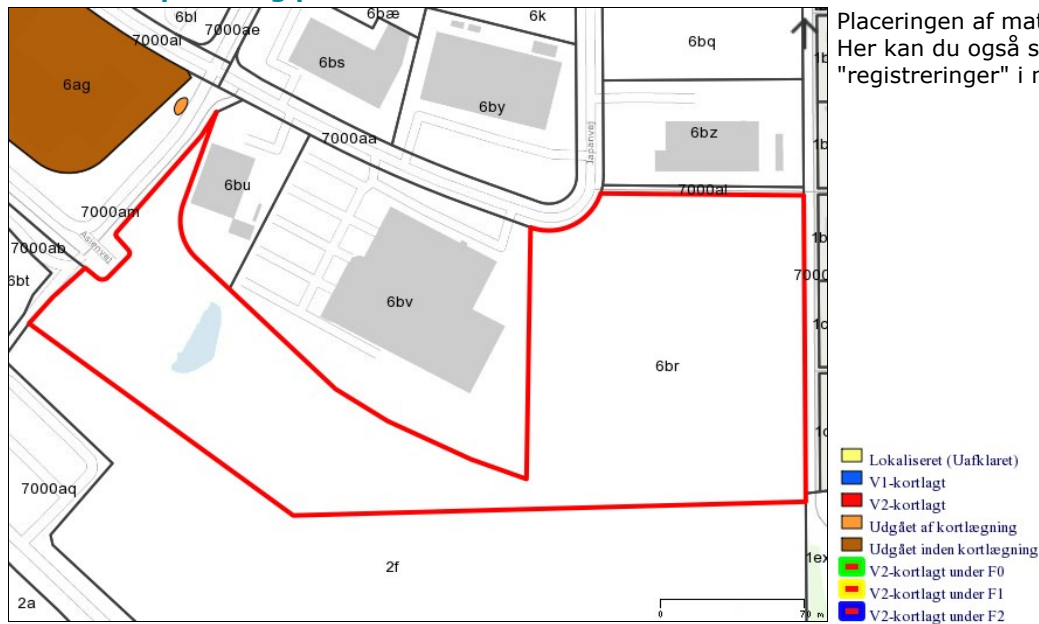 Placeringen af mat
Her kan du også s
"registreringer" i r
6bl
7000ae
7000al
6bæ
6k
6bq
6bs
6ag
6by
7000aa
6bz
Japanvej
6bu
7000al
7000am
Asienvej
7000ab
6bt
6bv
6br
7000aq
2f
2a
1ex
0
70 m
Lokaliseret (Uafklaret)
V1-kortlagt
V2-kortlagt
Udgået af kortlægning
Udgået inden kortlægning
V2-kortlagt under F0
V2-kortlagt under F1
V2-kortlagt under F2